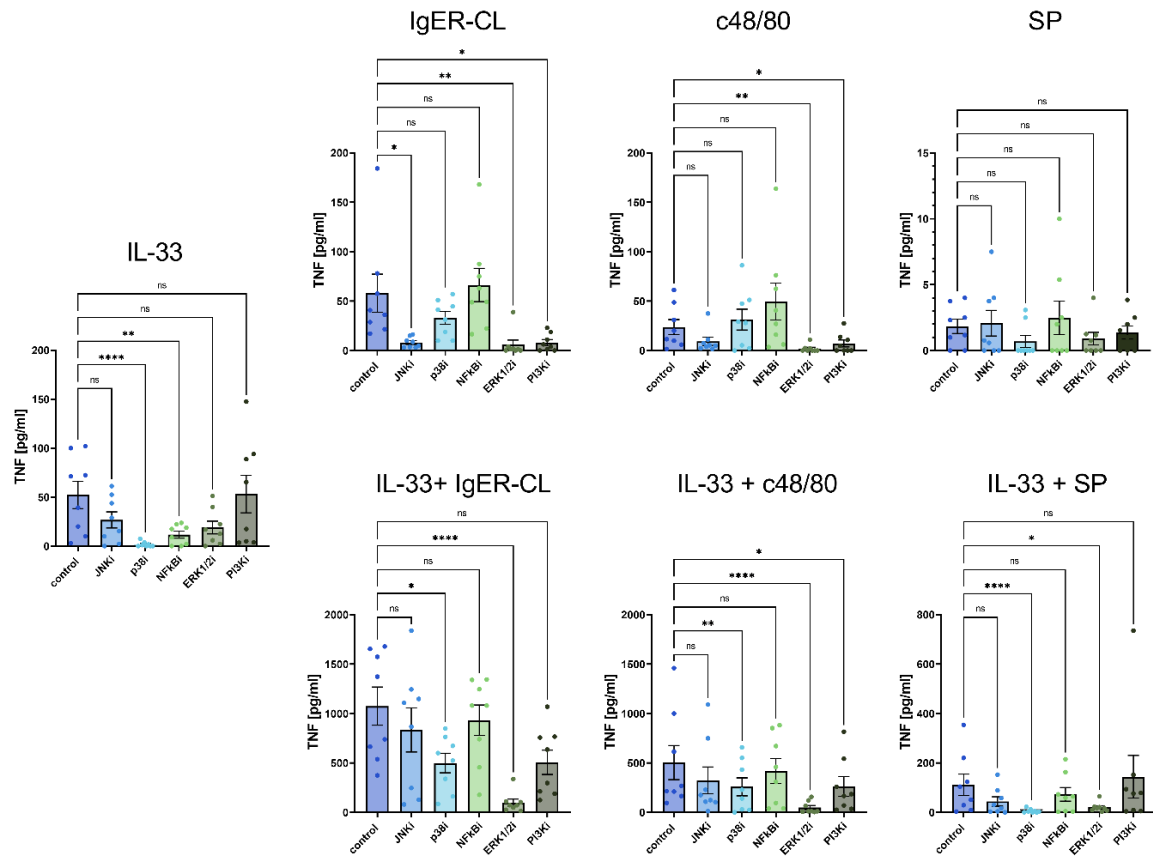 IL-33
ns
ns
**
****
ns
TNF [pg/ml]
200
150
100
50
0
control
JNKi
p38i
NFkBi
ERK1/2i
PI3Ki
IgER-CL
*
**
ns
ns
*
TNF [pg/ml]
200
150
100
50
0
control
JNKi
p38i
NFkBi
ERK1/2i
PI3Ki
c48/80
*
**
ns
ns
ns
TNF [pg/ml]
200
150
100
50
0
control
JNKi
p38i
NFkBi
ERK1/2i
PI3Ki
SP
ns
ns
ns
ns
ns
TNF [pg/ml]
15
10
5
4
3
2
1
0
control
JNKi
p38i
NFkBi
ERK1/2i
PI3Ki
IL-33+ IgER-CL
ns
****
ns
*
ns
TNF [pg/ml]
2000
1500
1000
500
0
control
JNKi
p38i
NFkBi
ERK1/2i
PI3Ki
IL-33 + c48/80
*
****
ns
**
ns
TNF [pg/ml]
2000
1500
1000
500
0
control
JNKi
p38i
NFkBi
ERK1/2i
PI3Ki
IL-33 + SP
ns
*
ns
****
ns
TNF [pg/ml]
800
600
400
200
0
control
JNKi
p38i
NFkBi
ERK1/2i
PI3Ki